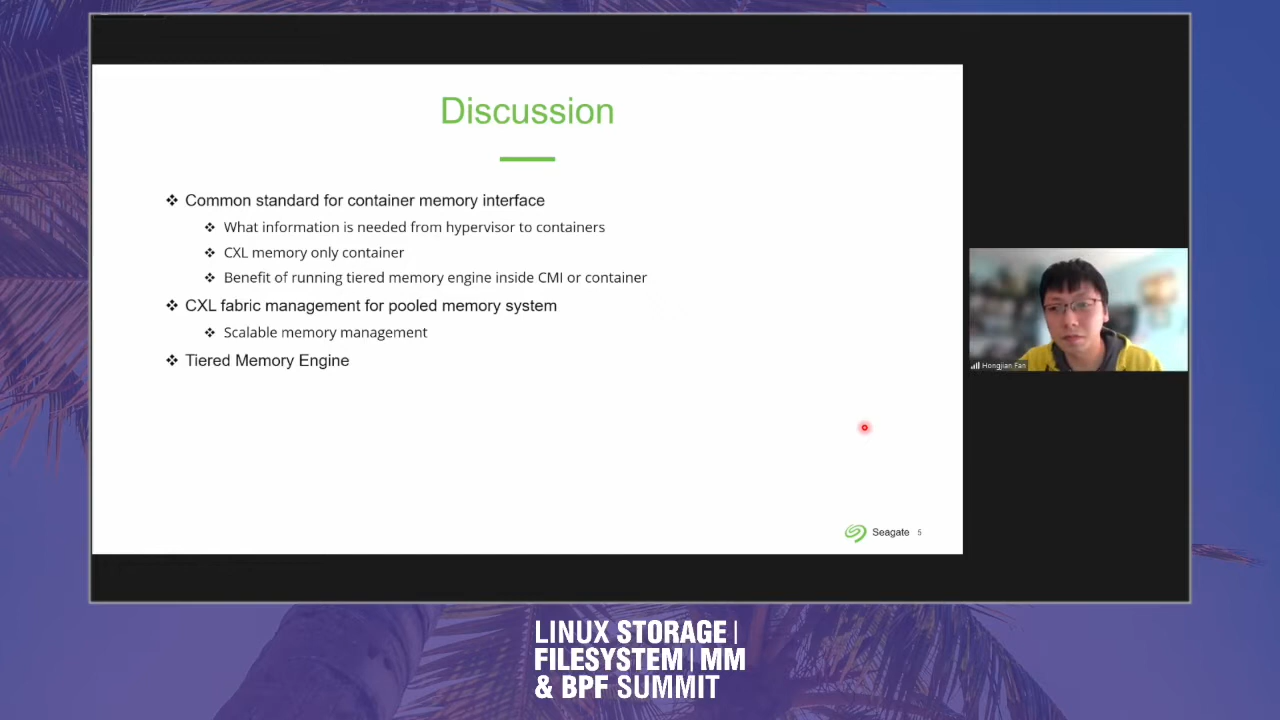 Discussion
❖ Common standard for container memory interface
❖ What information is needed from hypervisor to containers
❖ CXL memory only container
❖ Benefit of running tiered memory engine inside CMI or container
❖ CXL fabric management for pooled memory system
❖ Scalable memory management
❖ Tiered Memory Engine
Hongjian Fan
Seagate 5
LINUX STORAGE |
FILESYSTEM | MM
& BPF SUMMIT